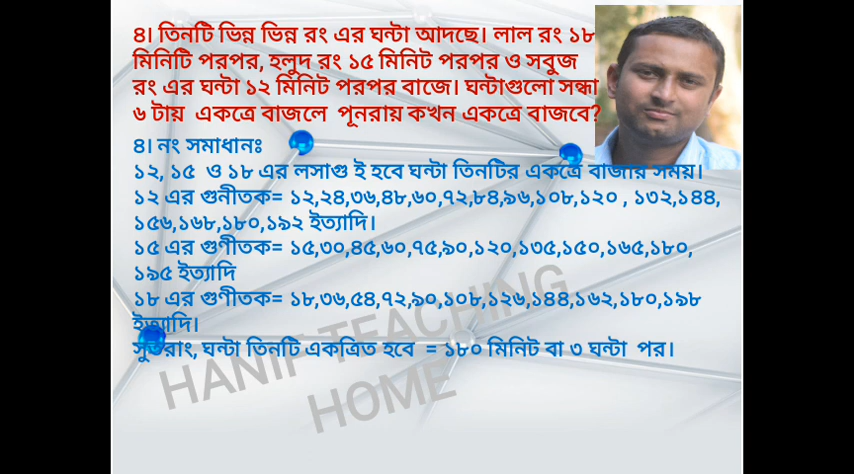 ৪। তিনটি ভিন্ন ভিন্ন রং এর ঘন্টা আদছে। লাল রং ১৮
মিনিটি পরপর, হলুদ রং ১৫ মিনিট পরপর ও সবুজ
রং এর ঘন্টা ১২ মিনিট পরপর বাজে। ঘন্টাগুলো সন্ধা
৬ টায় একত্রে বাজলে পূনরায় কখন একত্রে বাজবে?
৪। নং সমাধানঃ
১২, ১৫ ও ১৮ এর লসাগু ই হবে ঘন্টা তিনটির একত্রে বাজার সময়।
১২ এর গুনীতক= ১২,২৪,৩৬,৪৮,৬০,৭২,৮৪,৯৬,১০৮,১২০ , ১৩২,১৪৪,
১৫৬,১৬৮,১৮০,১৯২ ইত্যাদি।
১৫ এর গুণীতক= ১৫,৩০,৪৫,৬০,৭৫,৯০,১২০,১৩৫,১৫০,১৬৫,১৮০,
১৯৫ ইত্যাদি
১৮ এর গুণীতক= ১৮,৩৬,৫৪,৭২,৯০,১০৮,১২৬,১৪৪,১৬২,১৮০,১৯৮
ইত্যাদি।
সুতরাং, ঘন্টা তিনটি একত্রিত হবে = ১৮০ মিনিট বা ৩ ঘন্টা পর।
HANIF TEACHING
HOME